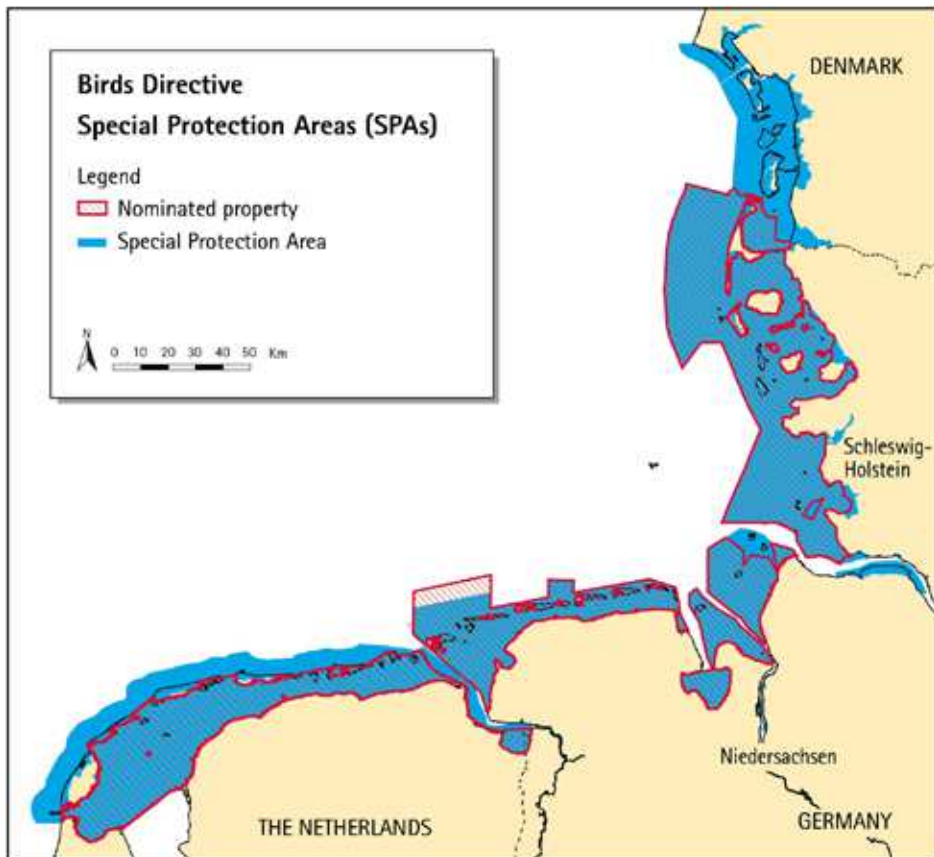 Birds Directive
Special Protection Areas (SPAs)
Legend
Nominated property
Special Protection Area
N
0 10 20 30 40 50 Km
DENMARK
Schleswig-
Holstein
Niedersachsen
THE NETHERLANDS
GERMANY